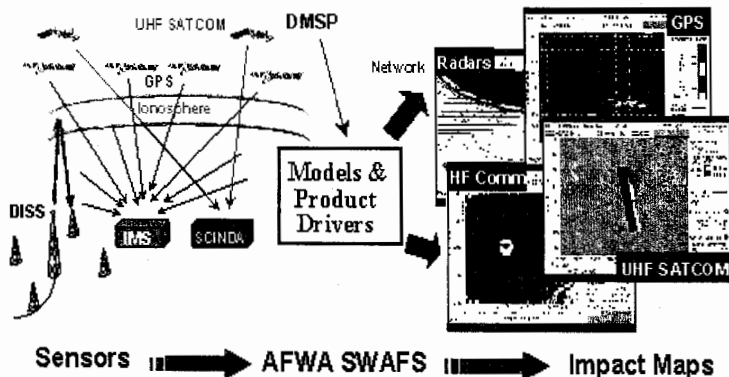 UHF SATCOM
DMSP
GPS
Ionosphere
DISS
IMS
SCINDA
Network
Models &
Product
Drivers
Radars
GPS
HF Comm
UHF SATCOM
Sensors
AFWA SWAFS
Impact Maps